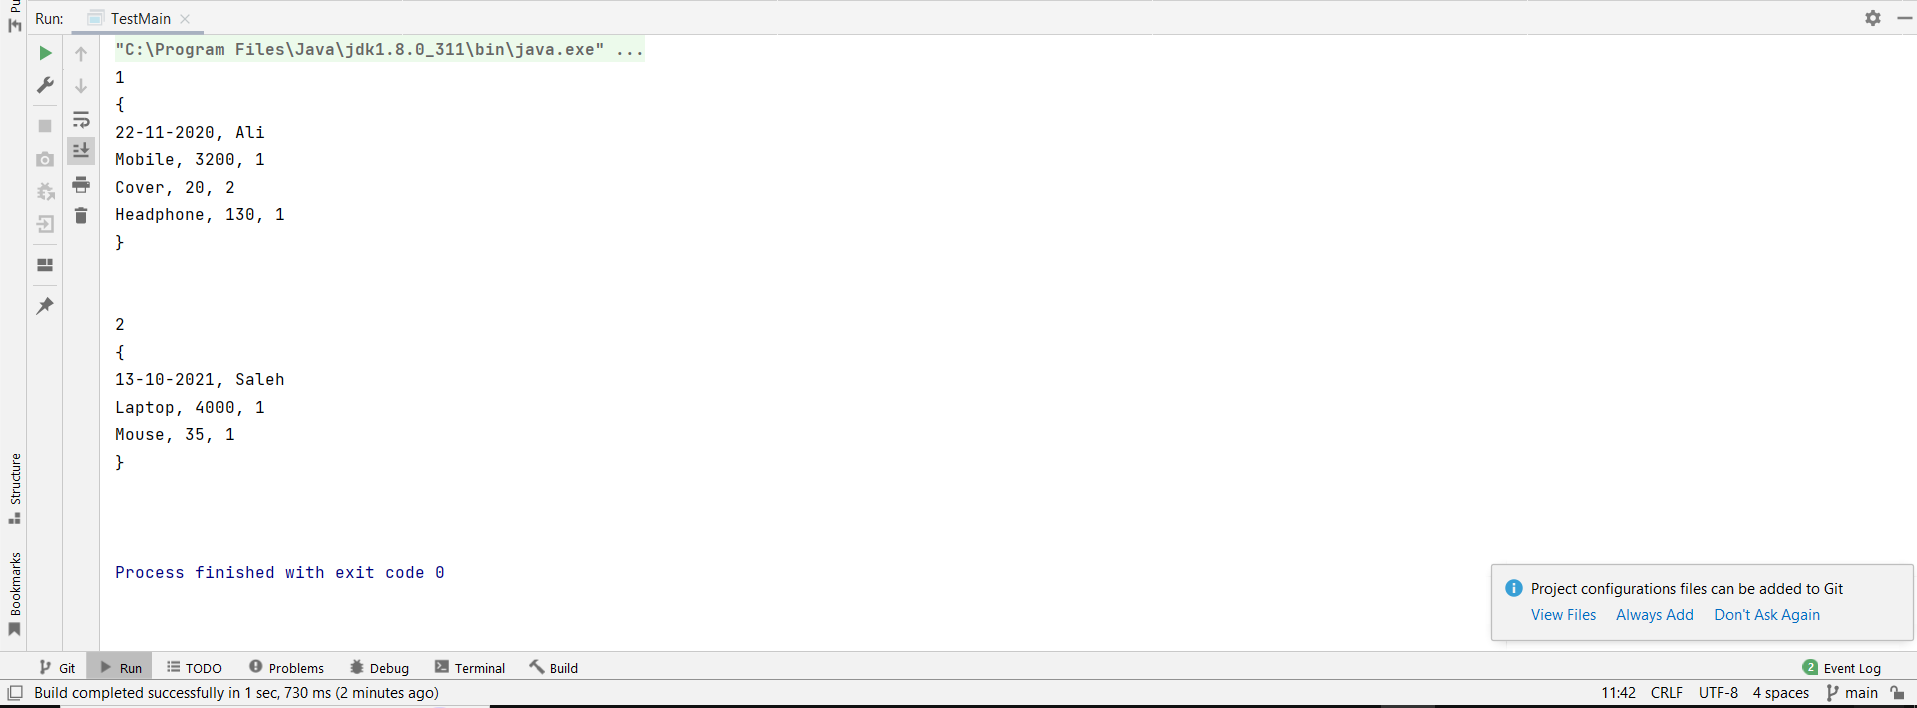 Pu
Run: TestMain
"C:\Program Files\Java\jdk1.8.0_311\bin\java.exe" ...
1
{
22-11-2020, Ali
Mobile, 3200, 1
Cover, 20, 2
Headphone, 130, 1
}
2
{
13-10-2021, Saleh
Laptop, 4000, 1
Mouse, 35, 1
}
Process finished with exit code 0
Structure
Bookmarks
Project configurations files can be added to Git
View Files Always Add Don't Ask Again
Git Run TODO Problems Debug Terminal Build 2 Event Log
Build completed successfully in 1 sec, 730 ms (2 minutes ago) 11:42 CRLF UTF-8 4 spaces main